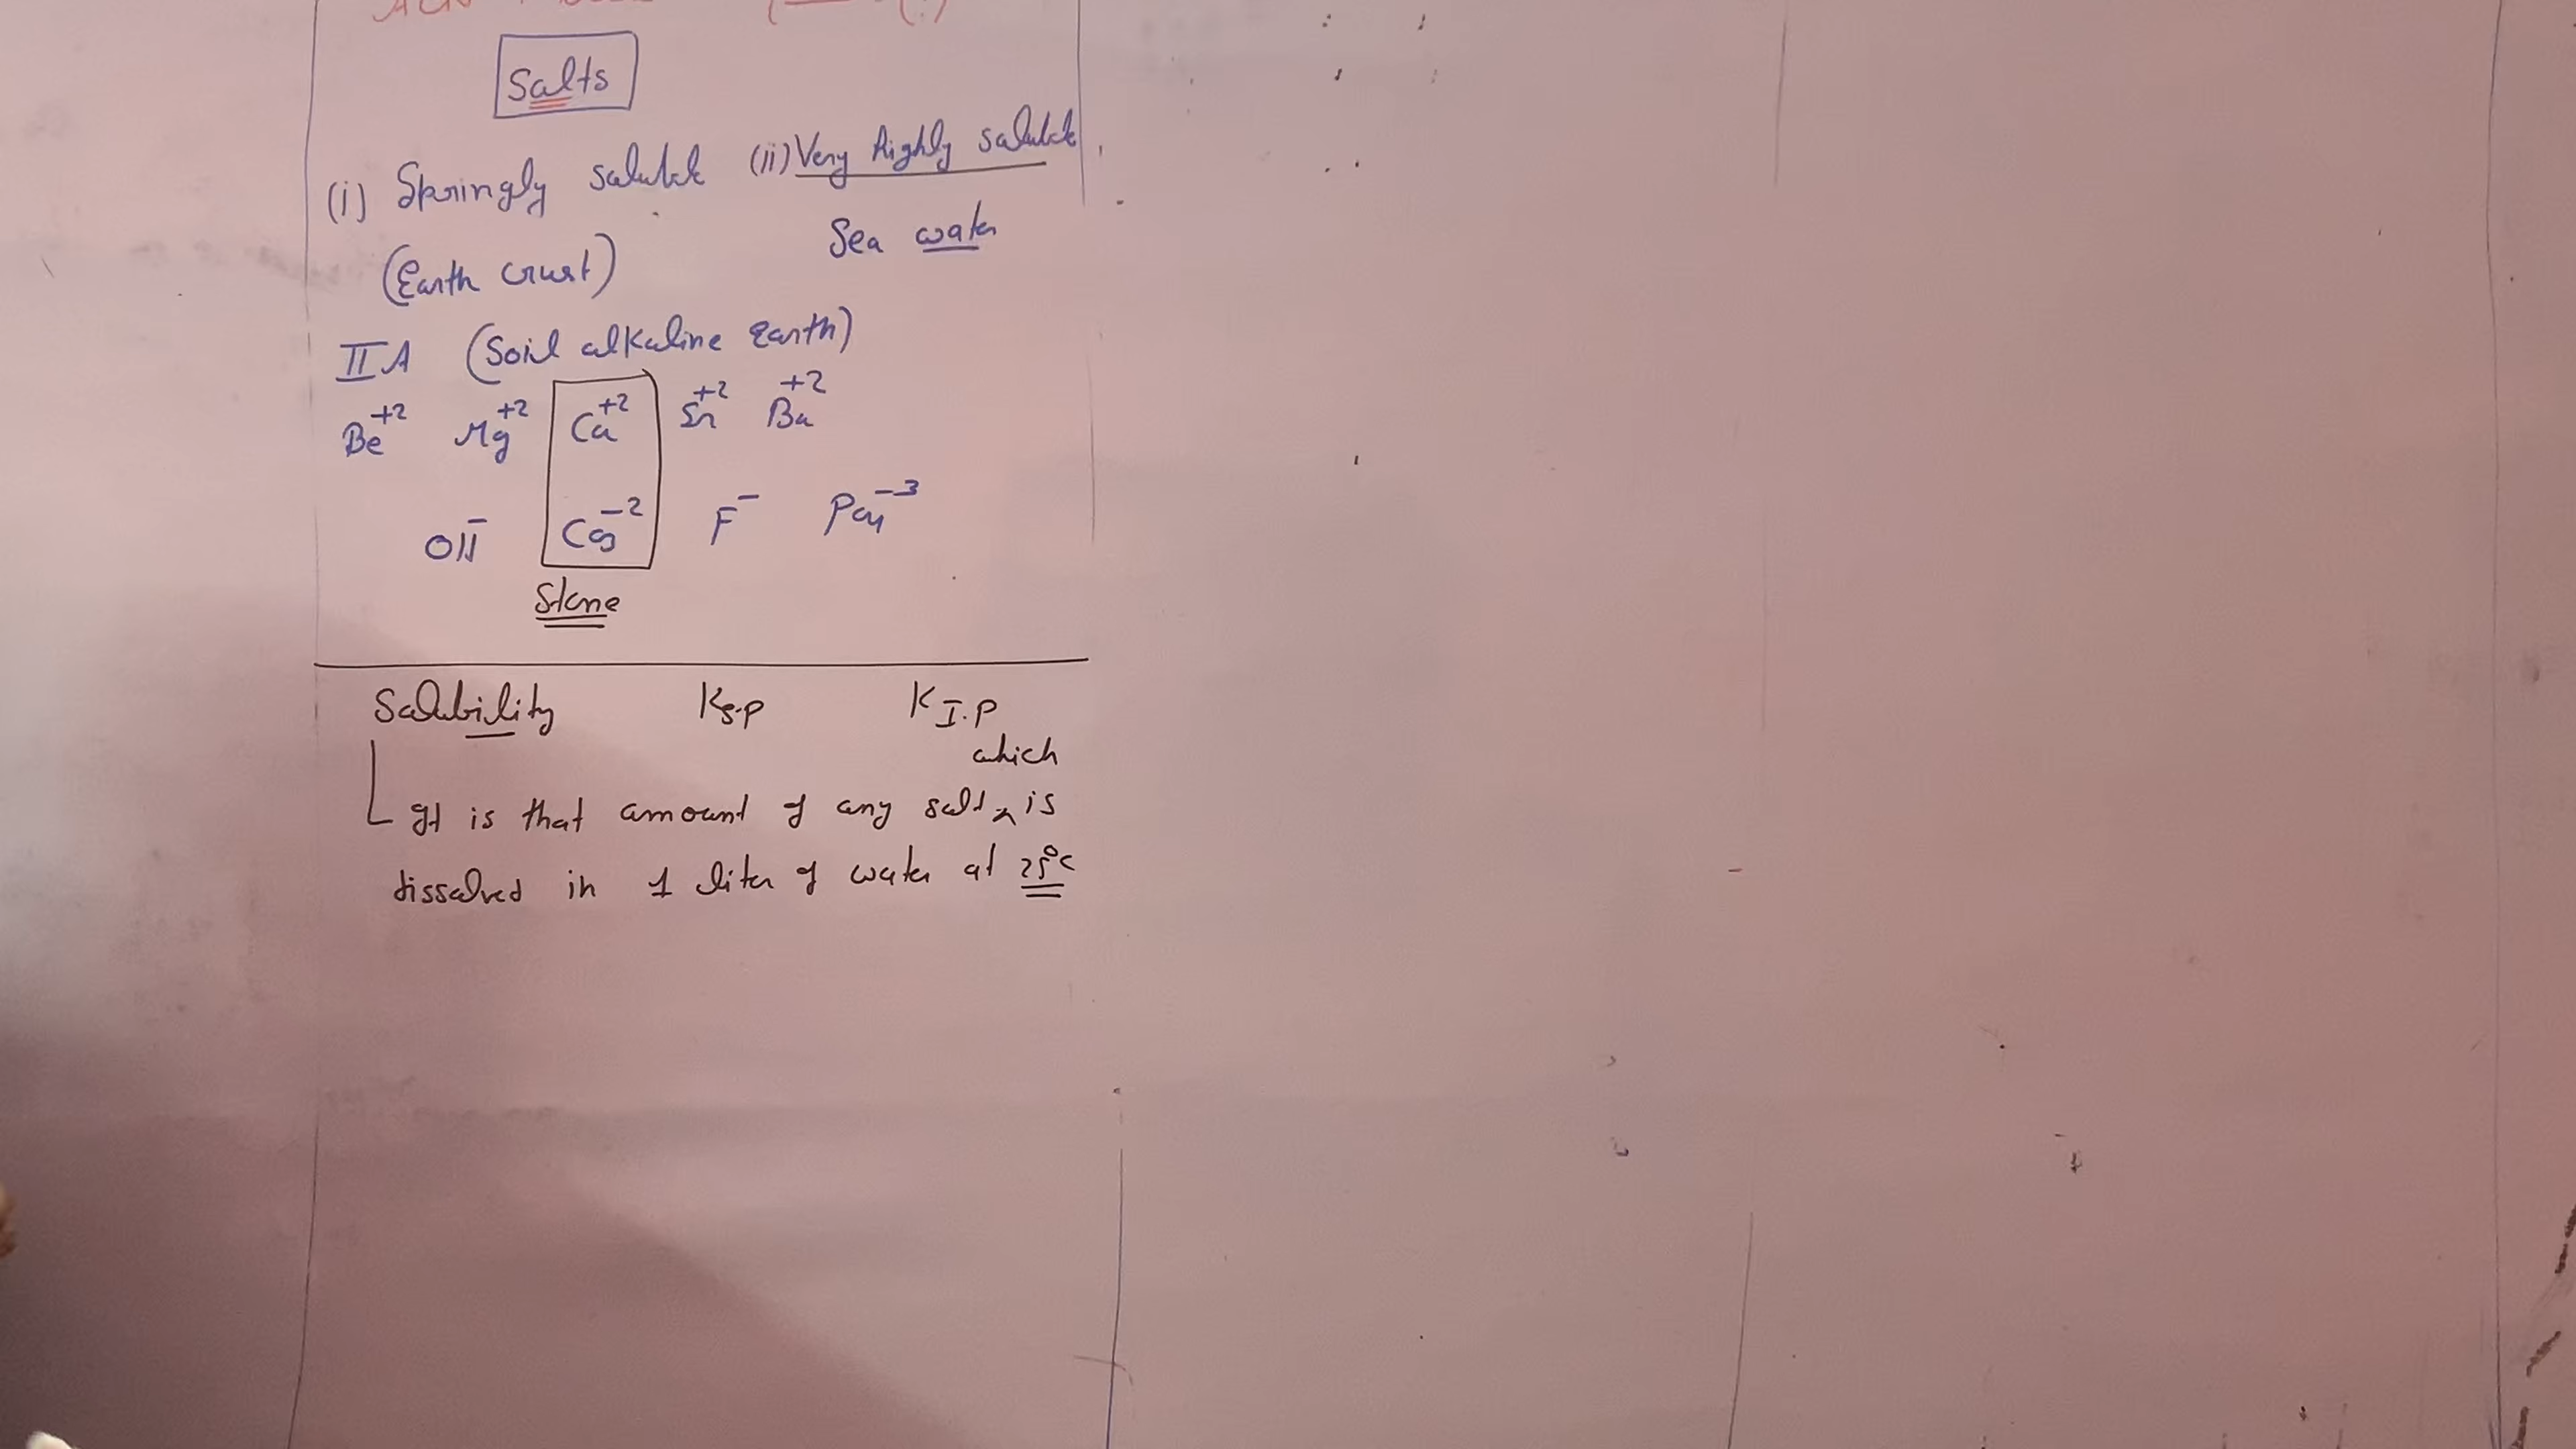 Salts
(i) Sparingly soluble (ii) Very highly soluble
(Earth crust) Sea water
II A (Soil alkaline earth)
Be+2 Mg+2 Ca+2 Sr+2 Ba+2
OH- CO3-2 F- PO4-3
Stone
Solubility Ks.p KI.p
which
It is that amount of any salt ^ is
dissolved in 1 liter of water at 25°C